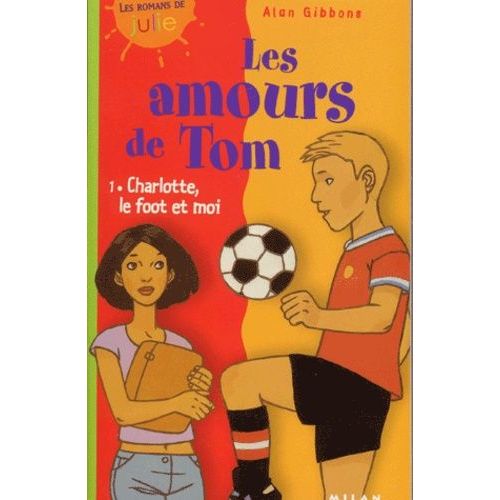 LES ROMANS DE
julie
Alan Gibbons
Les
amours
de Tom
1. Charlotte,
le foot et moi
MILAN